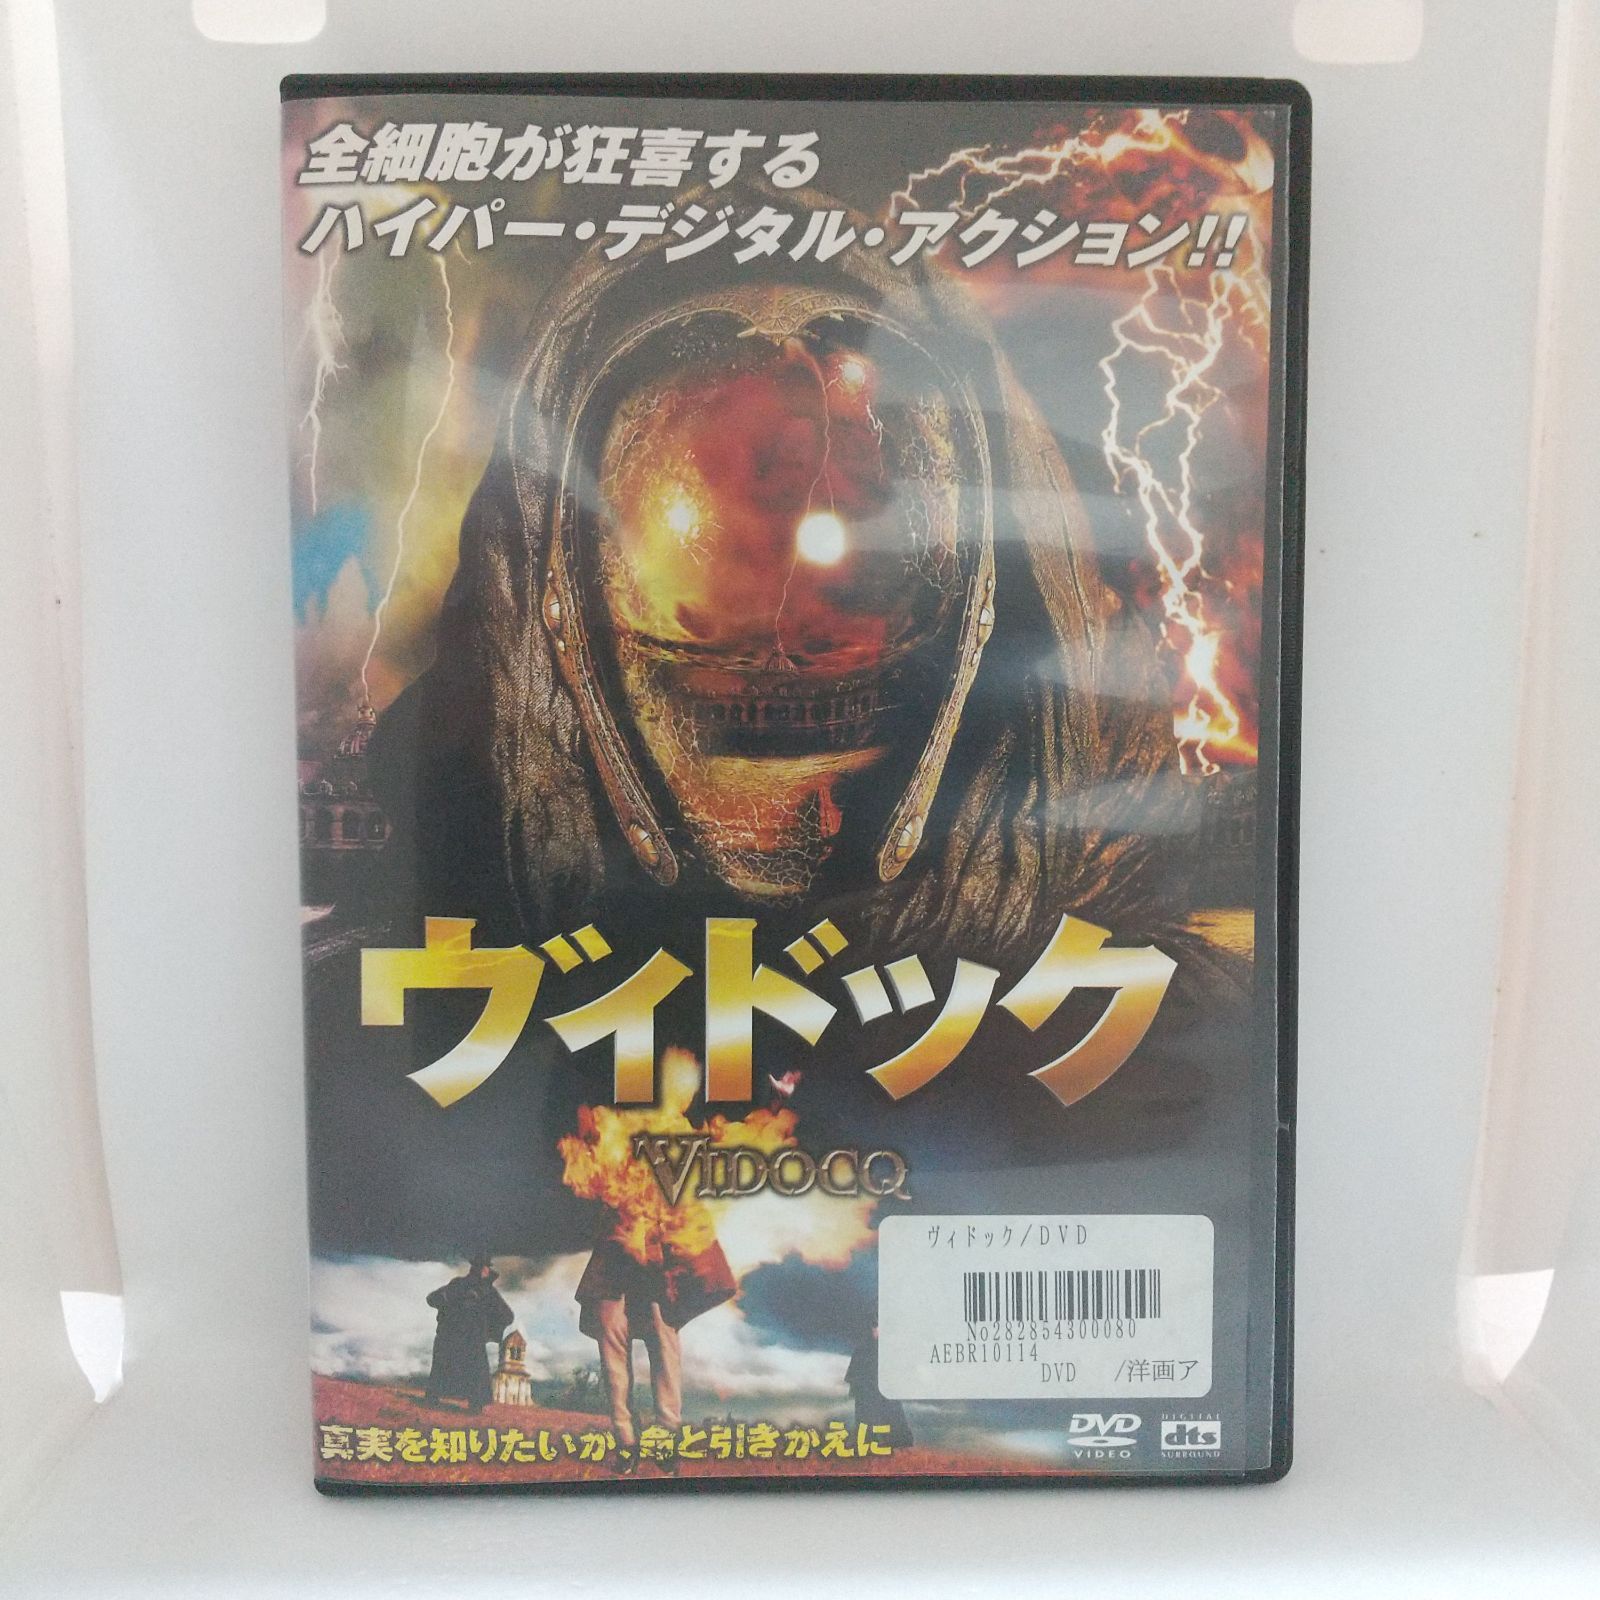 全細胞が狂喜する
ハイパー・デジタル・アクション!!
ヴィドック
VIDOCQ
ヴィドック/DVD
No282854300080
AEBR10114
DVD /洋画ア
真実を知りたいか、命と引きかえに
DVD
VIDEO
DIGITAL
dts
SURROUND